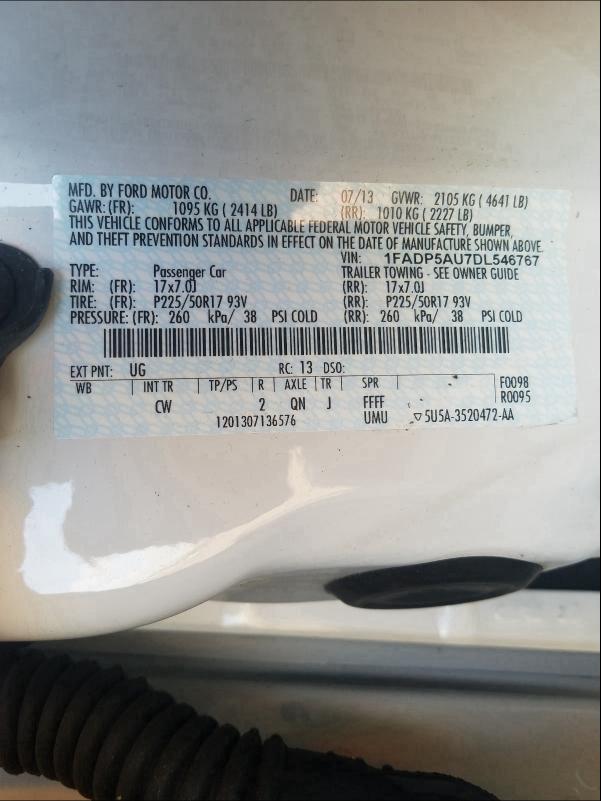 MFD. BY FORD MOTOR CO. DATE: 07/13 GVWR: 2105 KG ( 4641 LB)
GAWR: (FR): 1095 KG ( 2414 LB) (RR): 1010 KG ( 2227 LB)
THIS VEHICLE CONFORMS TO ALL APPLICABLE FEDERAL MOTOR VEHICLE SAFETY, BUMPER,
AND THEFT PREVENTION STANDARDS IN EFFECT ON THE DATE OF MANUFACTURE SHOWN ABOVE.
VIN: 1FADP5AU7DL546767
TYPE: Passenger Car TRAILER TOWING - SEE OWNER GUIDE
RIM: (FR): 17x7.0J (RR): 17x7.0J
TIRE: (FR): P225/50R17 93V (RR): P225/50R17 93V
PRESSURE: (FR): 260 kPa/ 38 PSI COLD (RR): 260 kPa/ 38 PSI COLD
EXT PNT: UG RC: 13 DSO:
WB INT TR TP/PS R AXLE TR SPR F0098
CW 2 QN J FFFF R0095
1201307136576 UMU ▽5U5A-3520472-AA